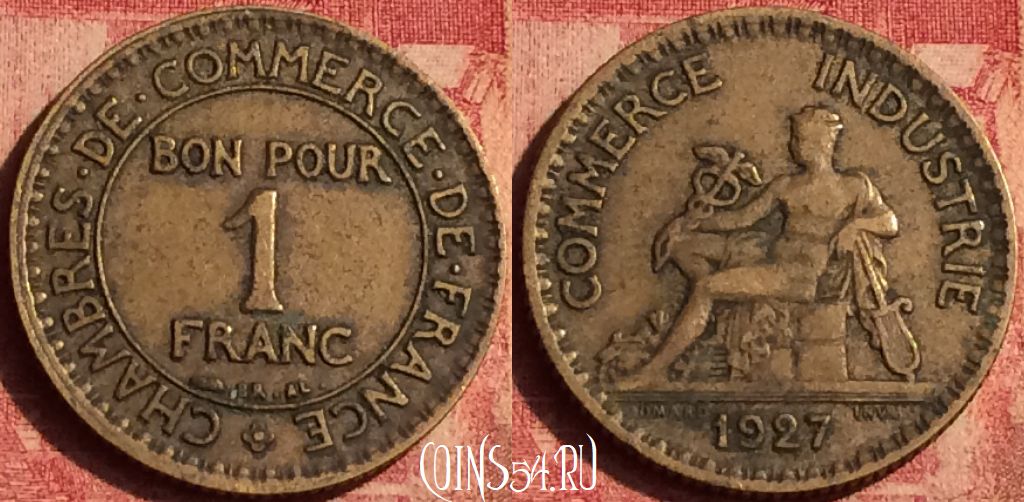 CHAMBRES·DE·COMMERCE·DE·FRANCE
BON POUR
1
FRANC
COMMERCE INDUSTRIE
1927
COINS54.RU